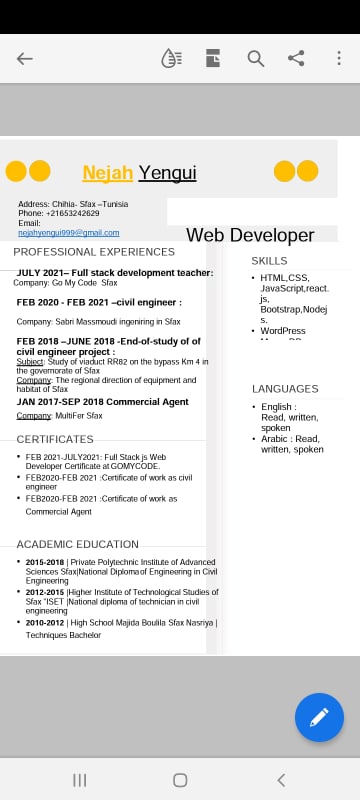 Nejah Yengui
Address: Chihia- Sfax –Tunisia
Phone: +21653242629
Email:
nejahyengui999@gmail.com
Web Developer
PROFESSIONAL EXPERIENCES
JULY 2021– Full stack development teacher:
Company: Go My Code Sfax
FEB 2020 - FEB 2021 –civil engineer :
Company: Sabri Massmoudi ingoniring in Sfax
FEB 2018 –JUNE 2018 -End-of-study of of
civil engineer project :
Subject: Study of viaduct RR82 on the bypass Km 4 in
the governorate of Sfax
Company: The regional direction of equipment and
habitat of Sfax
JAN 2017-SEP 2018 Commercial Agent
Company: MultiFer Sfax
CERTIFICATES
• FEB 2021-JULY2021: Full Stack js Web
Developer Certificate at GOMYCODE.
• FEB2020-FEB 2021 :Certificate of work as civil
engineer
• FEB2020-FEB 2021 :Certificate of work as
Commercial Agent
ACADEMIC EDUCATION
• 2015-2018 | Private Polytechnic Institute of Advanced
Sciences Sfax|National Diploma of Engineering in Civil
Engineering
• 2012-2015 |Higher Institute of Technological Studies of
Sfax "ISET |National diploma of technician in civil
engineering
• 2010-2012 | High School Majida Boulila Sfax Nasriya |
Techniques Bachelor
SKILLS
• HTML,CSS,
JavaScript,react.
js,
Bootstrap,Nodej
s.
• WordPress
LANGUAGES
• English :
Read, written,
spoken
• Arabic : Read,
written, spoken